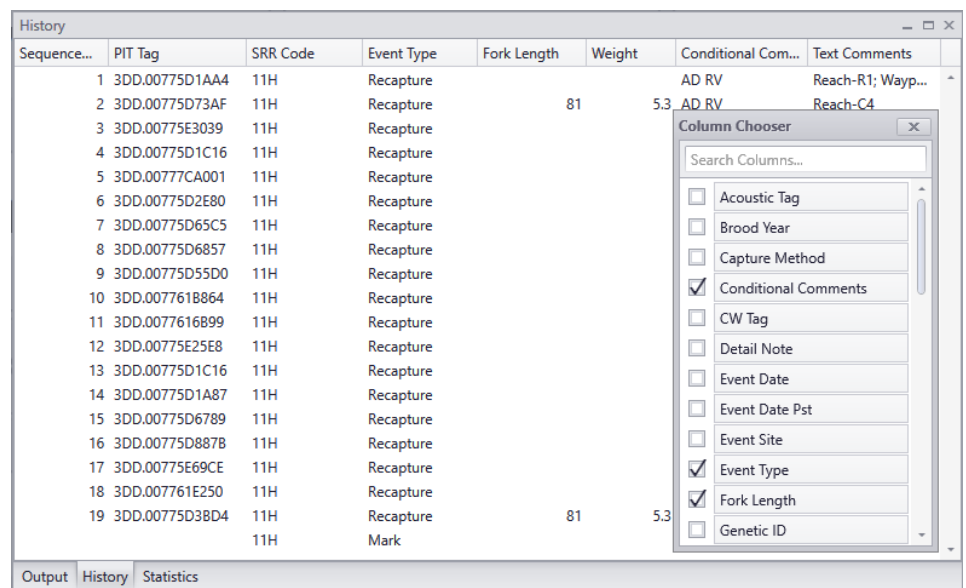 History
Sequence... PIT Tag SRR Code Event Type Fork Length Weight Conditional Com... Text Comments
1 3DD.00775D1AA4 11H Recapture AD RV Reach-R1; Wayp...
2 3DD.00775D73AF 11H Recapture 81 5.3 AD RV Reach-C4
3 3DD.00775E3039 11H Recapture
4 3DD.00775D1C16 11H Recapture
5 3DD.00777CA001 11H Recapture
6 3DD.00775D2E80 11H Recapture
7 3DD.00775D65C5 11H Recapture
8 3DD.00775D6857 11H Recapture
9 3DD.00775D55D0 11H Recapture
10 3DD.007761B864 11H Recapture
11 3DD.0077616B99 11H Recapture
12 3DD.00775E25E8 11H Recapture
13 3DD.00775D1C16 11H Recapture
14 3DD.00775D1A87 11H Recapture
15 3DD.00775D6789 11H Recapture
16 3DD.00775D887B 11H Recapture
17 3DD.00775E69CE 11H Recapture
18 3DD.007761E250 11H Recapture
19 3DD.00775D3BD4 11H Recapture 81 5.3
11H Mark
Column Chooser
Search Columns...
Acoustic Tag
Brood Year
Capture Method
Conditional Comments
CW Tag
Detail Note
Event Date
Event Date Pst
Event Site
Event Type
Fork Length
Genetic ID
Output History Statistics